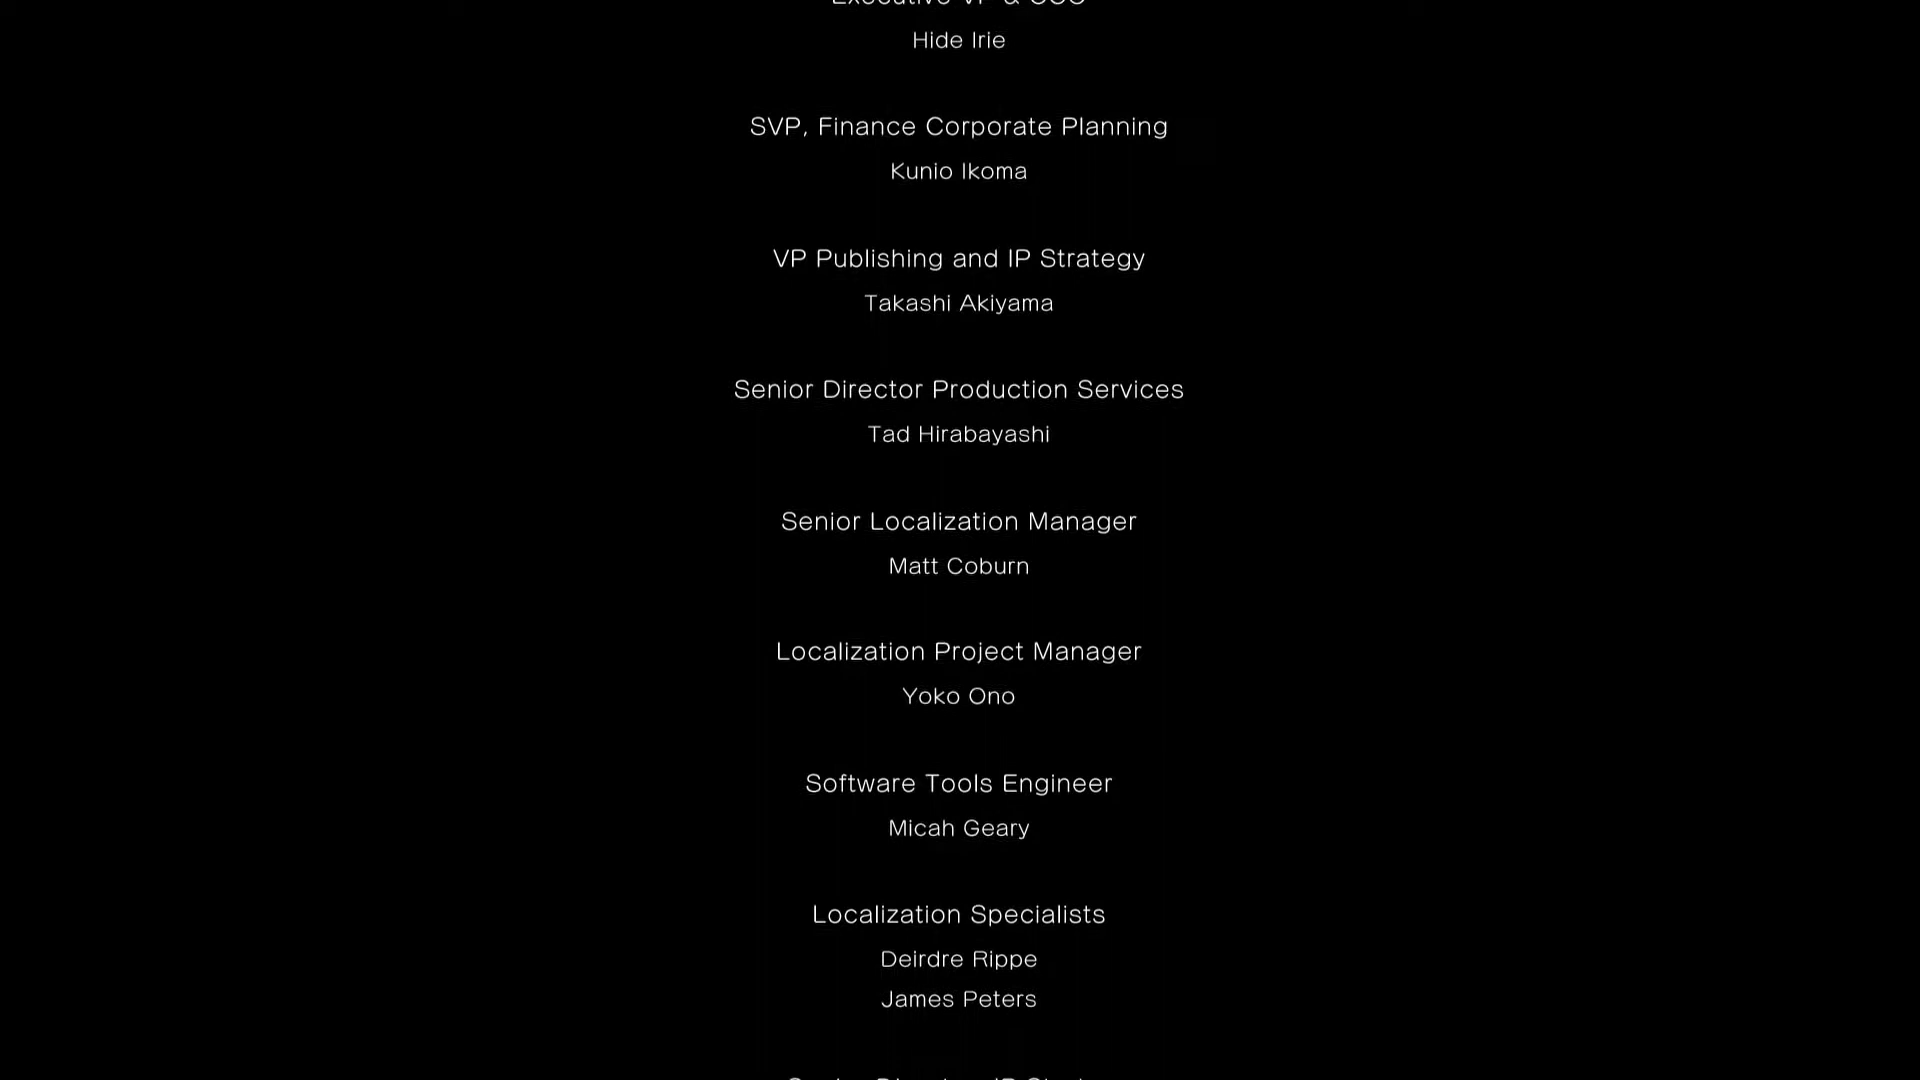 Hide Irie
SVP, Finance Corporate Planning
Kunio Ikoma
VP Publishing and IP Strategy
Takashi Akiyama
Senior Director Production Services
Tad Hirabayashi
Senior Localization Manager
Matt Coburn
Localization Project Manager
Yoko Ono
Software Tools Engineer
Micah Geary
Localization Specialists
Deirdre Rippe
James Peters